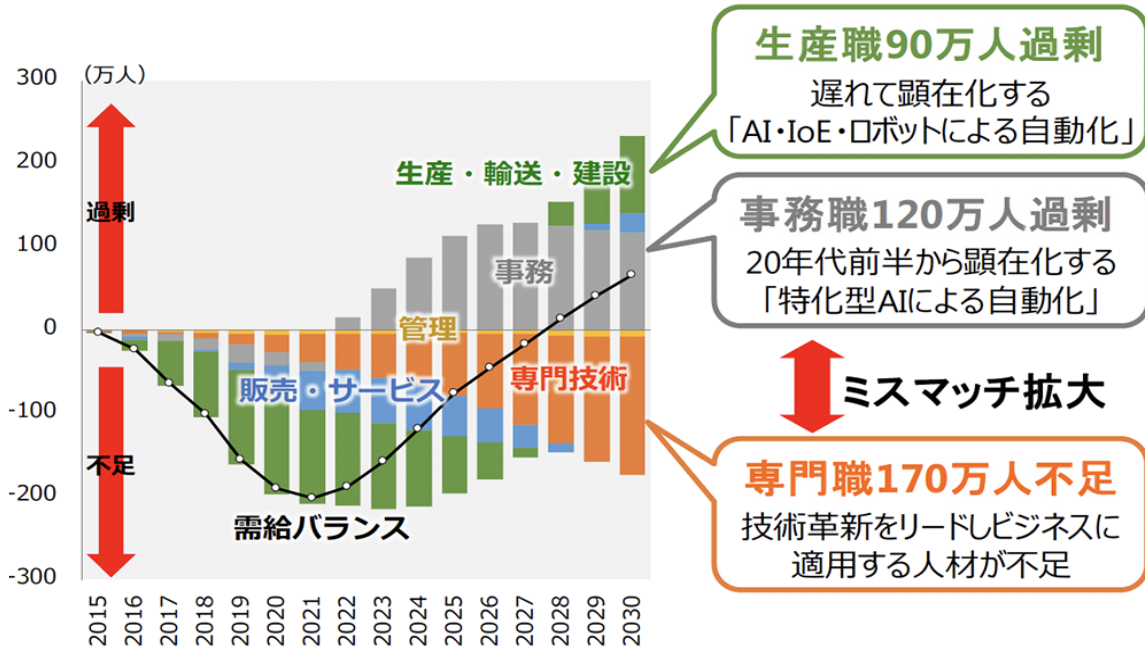 (万人)
300
200
100
0
-100
-200
-300
過剰
不足
生産・輸送・建設
事務
管理
販売・サービス
専門技術
需給バランス
2015
2016
2017
2018
2019
2020
2021
2022
2023
2024
2025
2026
2027
2028
2029
2030
生産職90万人過剰
遅れて顕在化する
「AI・IoE・ロボットによる自動化」
事務職120万人過剰
20年代前半から顕在化する
「特化型AIによる自動化」
ミスマッチ拡大
専門職170万人不足
技術革新をリードしビジネスに
適用する人材が不足